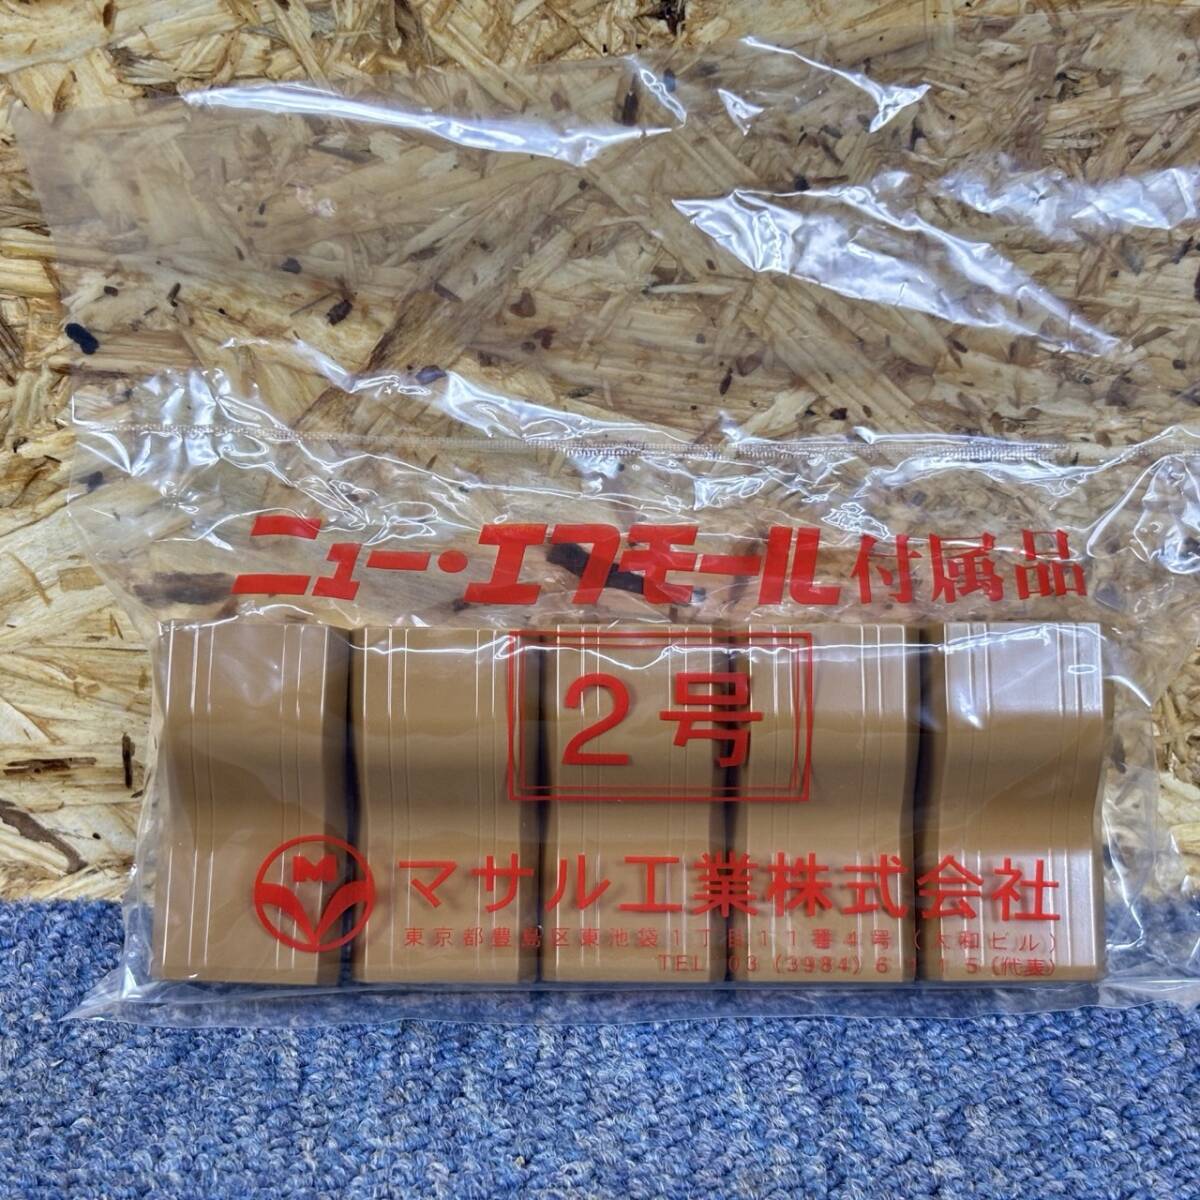 ニュー・エフモール付属品
2号
M マサル工業株式会社
東京都豊島区東池袋1丁目11番4号(大和ビル)
TEL 03 (3984) 6115 (代表)